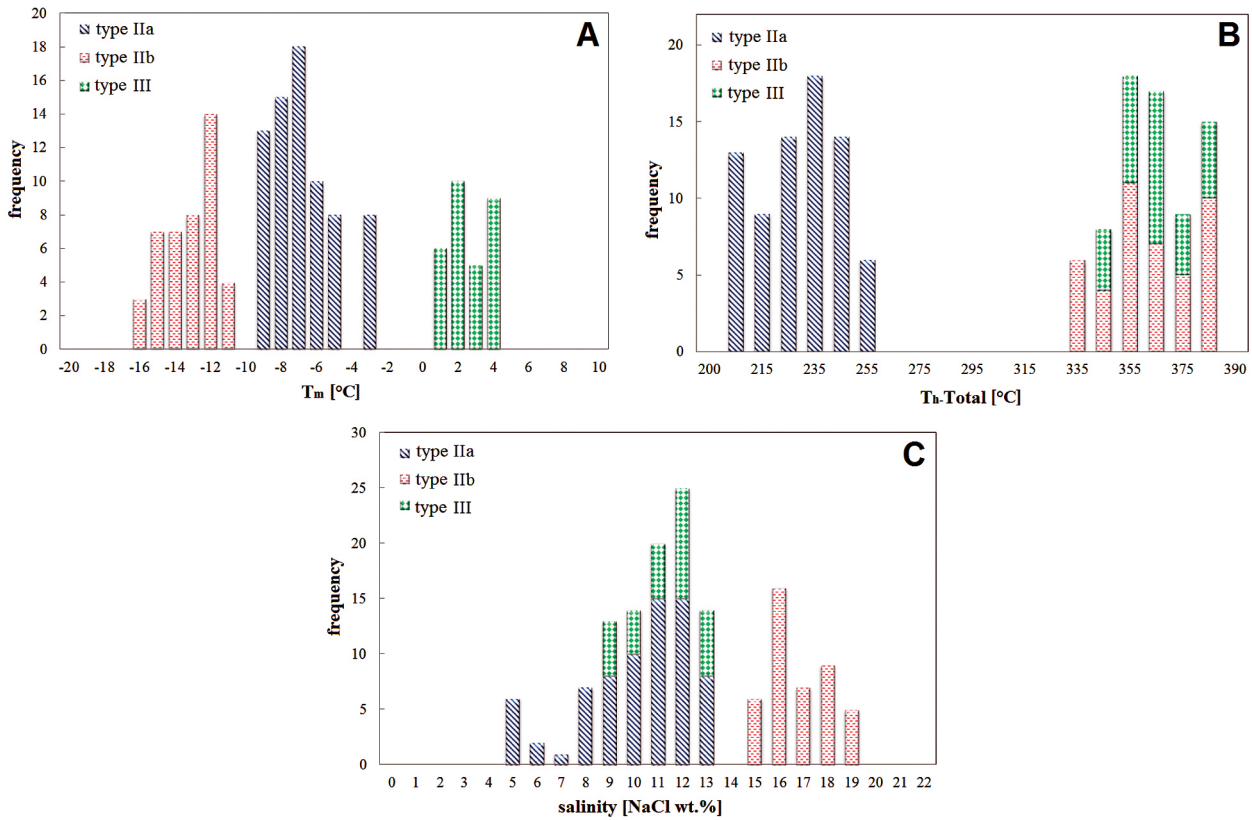 A
type IIa
type IIb
type III
frequency
20
18
16
14
12
10
8
6
4
2
0
-20 -18 -16 -14 -12 -10 -8 -6 -4 -2 0 2 4 6 8 10
Tm [°C]
B
type IIa
type IIb
type III
frequency
20
15
10
5
0
200 215 235 255 275 295 315 335 355 375 390
Th-Total [°C]
C
type IIa
type IIb
type III
frequency
30
25
20
15
10
5
0
0 1 2 3 4 5 6 7 8 9 10 11 12 13 14 15 16 17 18 19 20 21 22
salinity [NaCl wt.%]